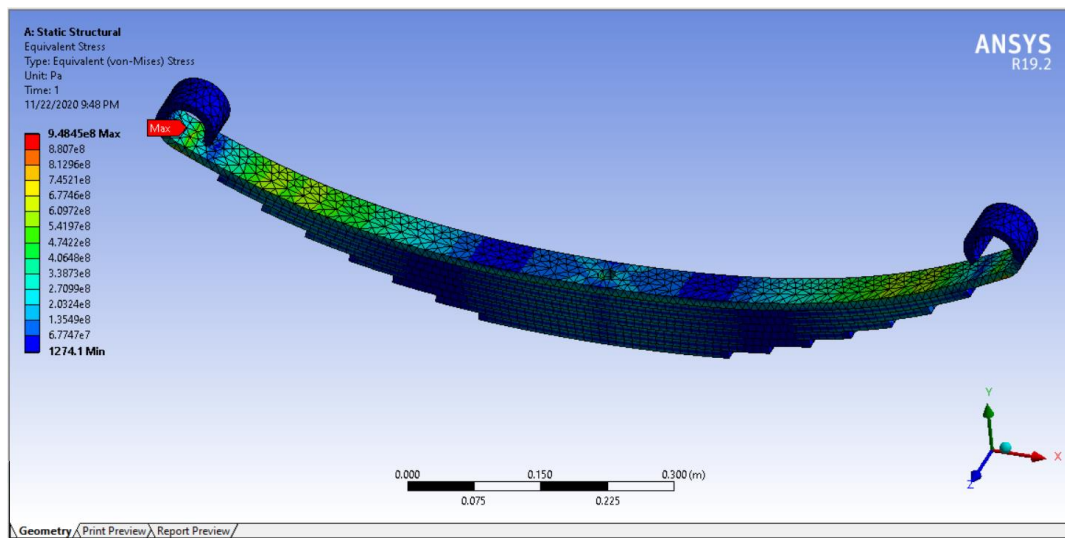 A: Static Structural
Equivalent Stress
Type: Equivalent (von-Mises) Stress
Unit: Pa
Time: 1
11/22/2020 9:48 PM
9.4845e8 Max
8.807e8
8.1296e8
7.4521e8
6.7746e8
6.0972e8
5.4197e8
4.7422e8
4.0648e8
3.3873e8
2.7099e8
2.0324e8
1.3549e8
6.7747e7
1274.1 Min
ANSYS
R19.2
Max
0.000 0.150 0.300 (m)
0.075 0.225
Y
X
Z
Geometry Print Preview Report Preview